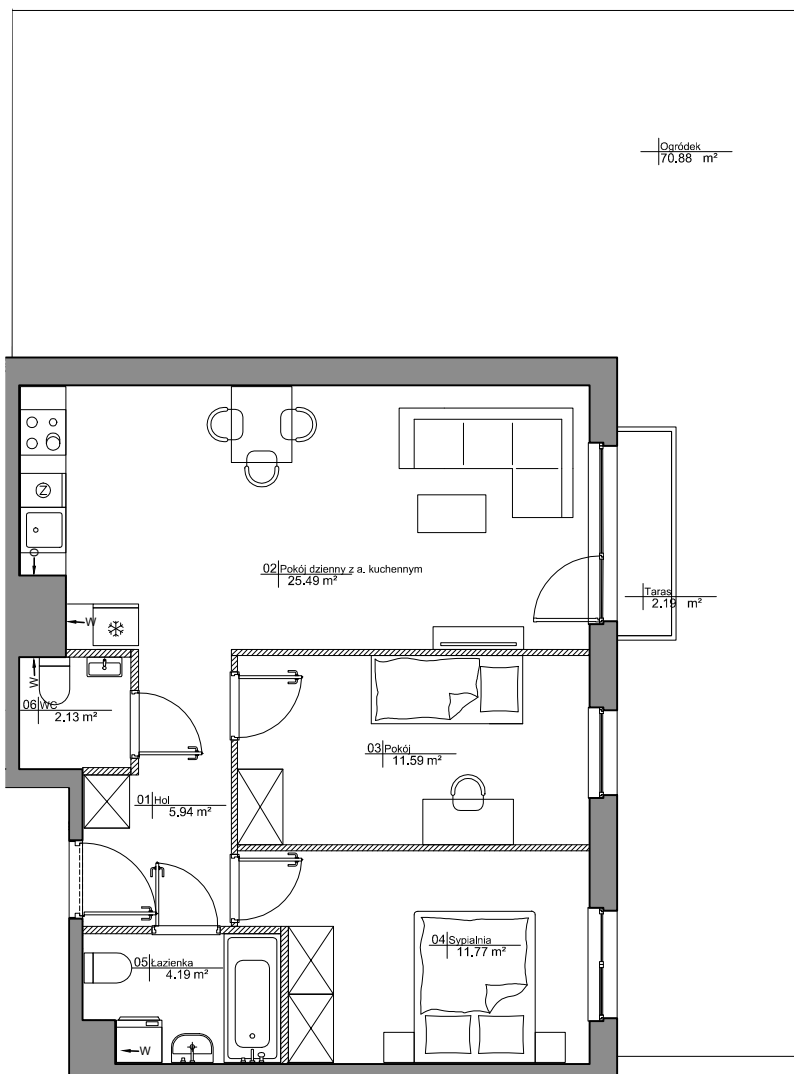 Ogródek
70.88 m²
Z
O
02 Pokój dzienny z a. kuchennym
25.49 m²
Taras
2.19 m²
W
W
06 WC
2.13 m²
03 Pokój
11.59 m²
01 Hol
5.94 m²
04 Sypialnia
11.77 m²
05 Łazienka
4.19 m²
W